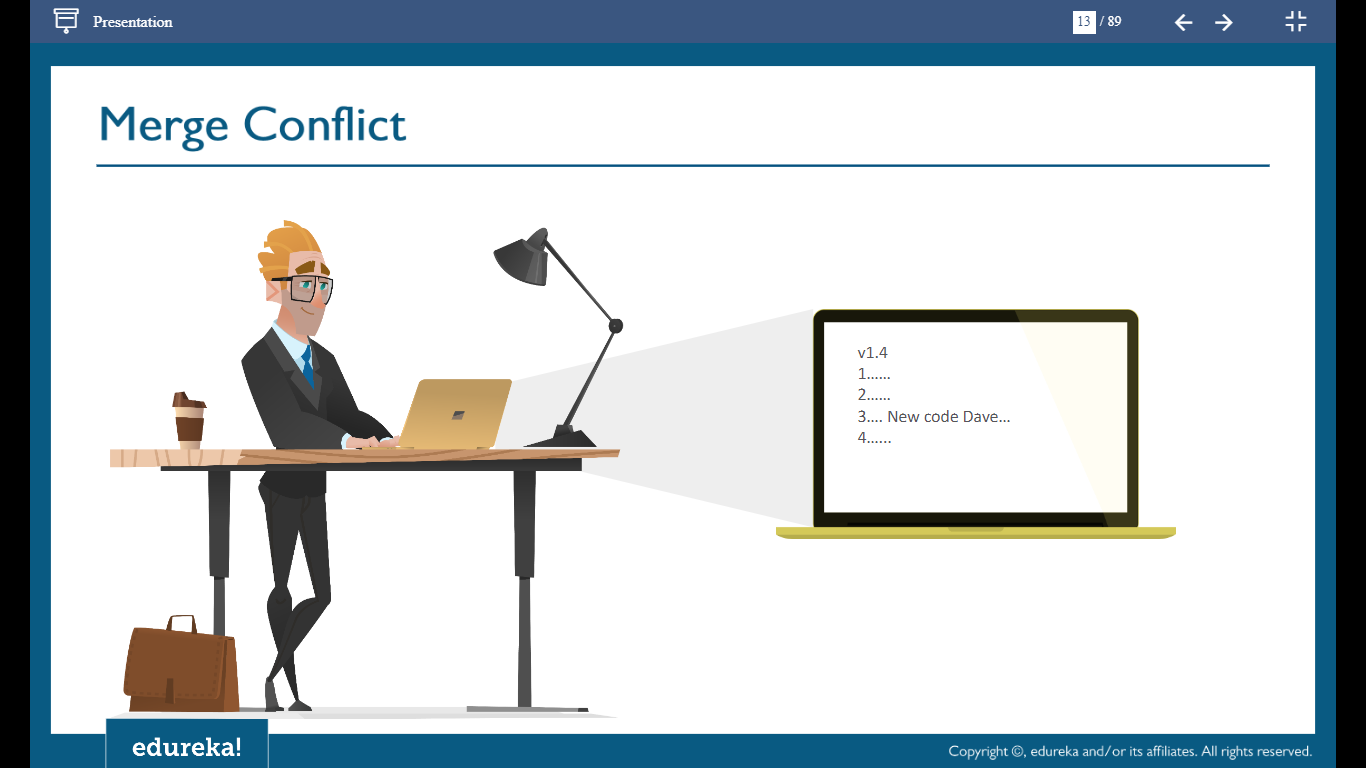 Presentation
13 / 89
Merge Conflict
v1.4
1......
2......
3.... New code Dave...
4......
edureka!
Copyright ©, edureka and/or its affiliates. All rights reserved.